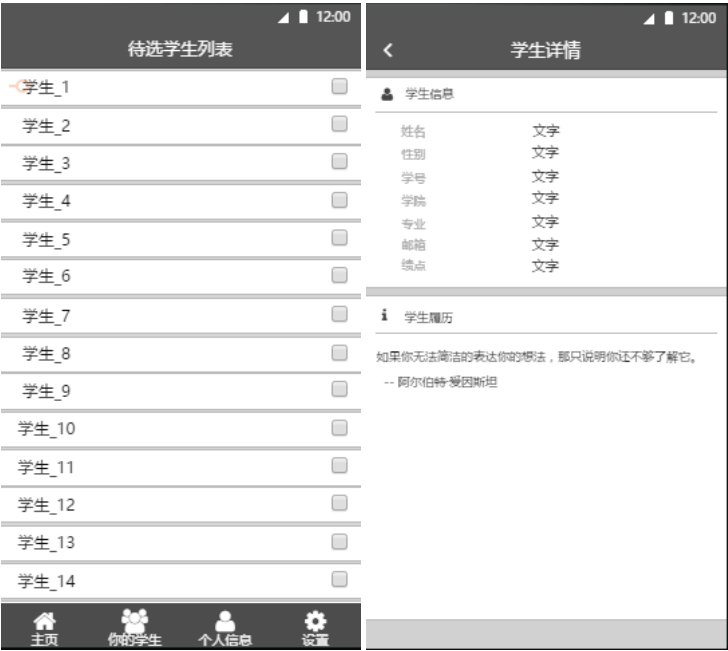 12:00
待选学生列表
学生_1
学生_2
学生_3
学生_4
学生_5
学生_6
学生_7
学生_8
学生_9
学生_10
学生_11
学生_12
学生_13
学生_14
主页 你的学生 个人信息 设置
12:00
学生详情
学生信息
姓名 文字
性别 文字
学号 文字
学院 文字
专业 文字
邮箱 文字
绩点 文字
学生履历
如果你无法简洁的表达你的想法，那只说明你还不够了解它。
-- 阿尔伯特·爱因斯坦